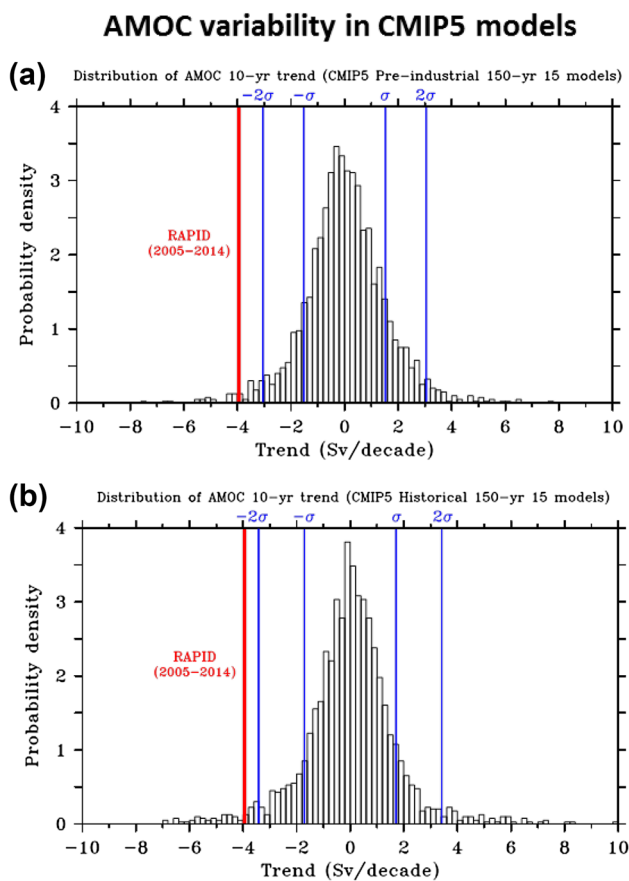 AMOC variability in CMIP5 models
(a)
Distribution of AMOC 10-yr trend (CMIP5 Pre-industrial 150-yr 15 models)
-2σ -σ σ 2σ
4
3
2
1
0
Probability density
RAPID
(2005-2014)
-10 -8 -6 -4 -2 0 2 4 6 8 10
Trend (Sv/decade)
(b)
Distribution of AMOC 10-yr trend (CMIP5 Historical 150-yr 15 models)
-2σ -σ σ 2σ
4
3
2
1
0
Probability density
RAPID
(2005-2014)
-10 -8 -6 -4 -2 0 2 4 6 8 10
Trend (Sv/decade)